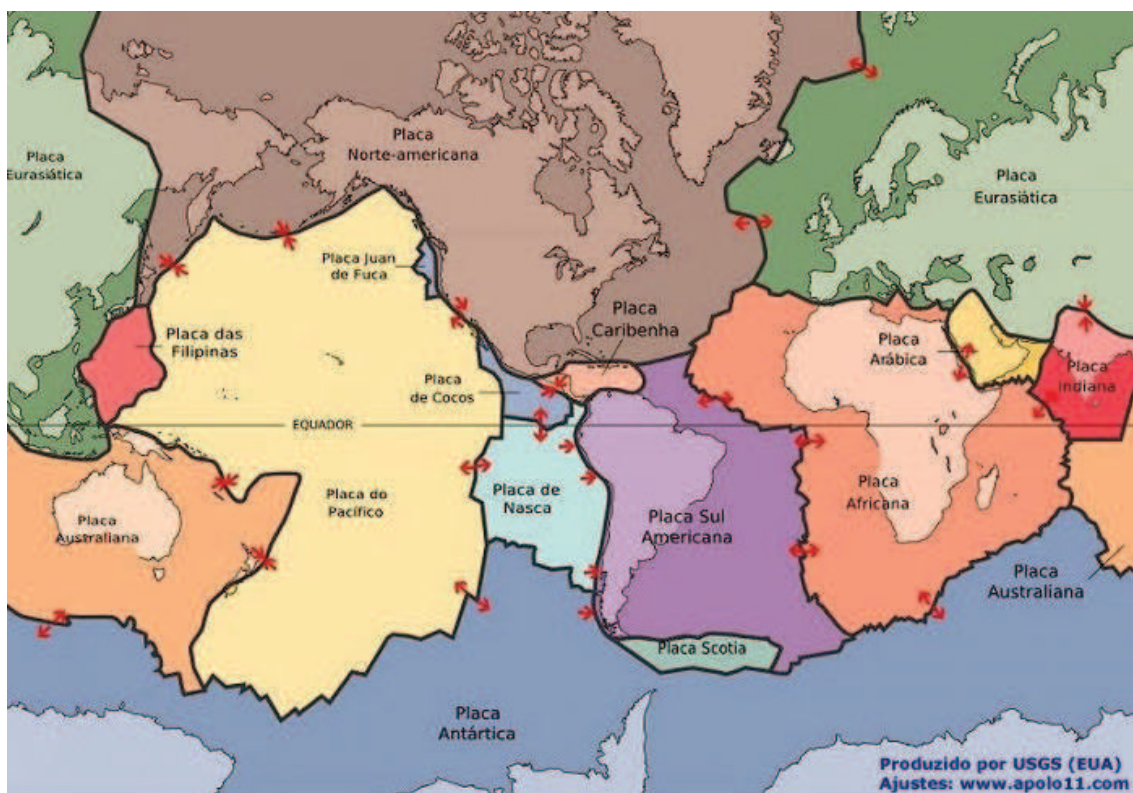 Placa
Norte-americana
Placa
Eurasiática
Placa
Eurasiática
Placa Juan
de Fuca
Placa
Caribenha
Placa das
Filipinas
Placa
Arábica
Placa
Indiana
Placa
de Cocos
EQUADOR
Placa do
Pacífico
Placa de
Nasca
Placa Sul
Americana
Placa
Africana
Placa
Australiana
Placa
Australiana
Placa Scotia
Placa
Antártica
Produzido por USGS (EUA)
Ajustes: www.apolo11.com